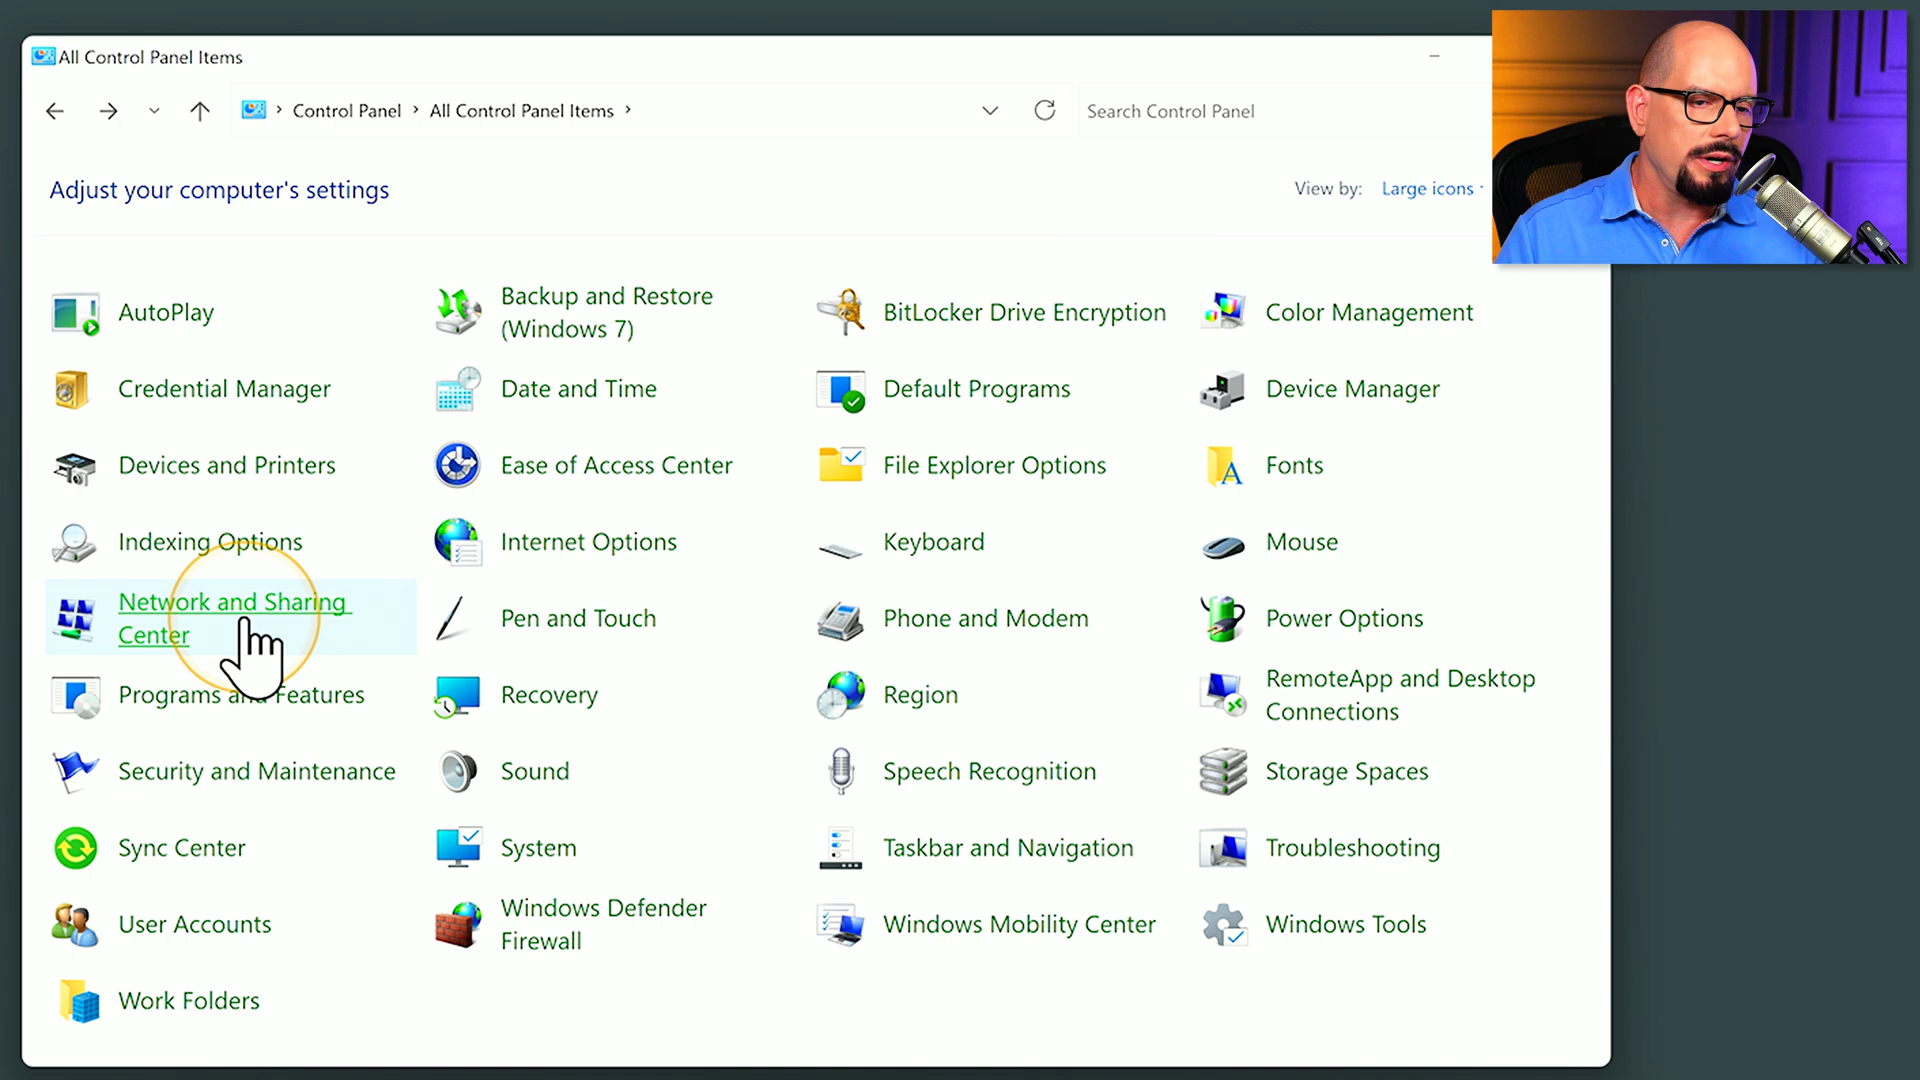 All Control Panel Items
Control Panel > All Control Panel Items >
Search Control Panel
Adjust your computer's settings
View by: Large icons
AutoPlay
Backup and Restore
(Windows 7)
BitLocker Drive Encryption
Color Management
Credential Manager
Date and Time
Default Programs
Device Manager
Devices and Printers
Ease of Access Center
File Explorer Options
Fonts
Indexing Options
Internet Options
Keyboard
Mouse
Network and Sharing
Center
Pen and Touch
Phone and Modem
Power Options
Programs and Features
Recovery
Region
RemoteApp and Desktop
Connections
Security and Maintenance
Sound
Speech Recognition
Storage Spaces
Sync Center
System
Taskbar and Navigation
Troubleshooting
User Accounts
Windows Defender
Firewall
Windows Mobility Center
Windows Tools
Work Folders